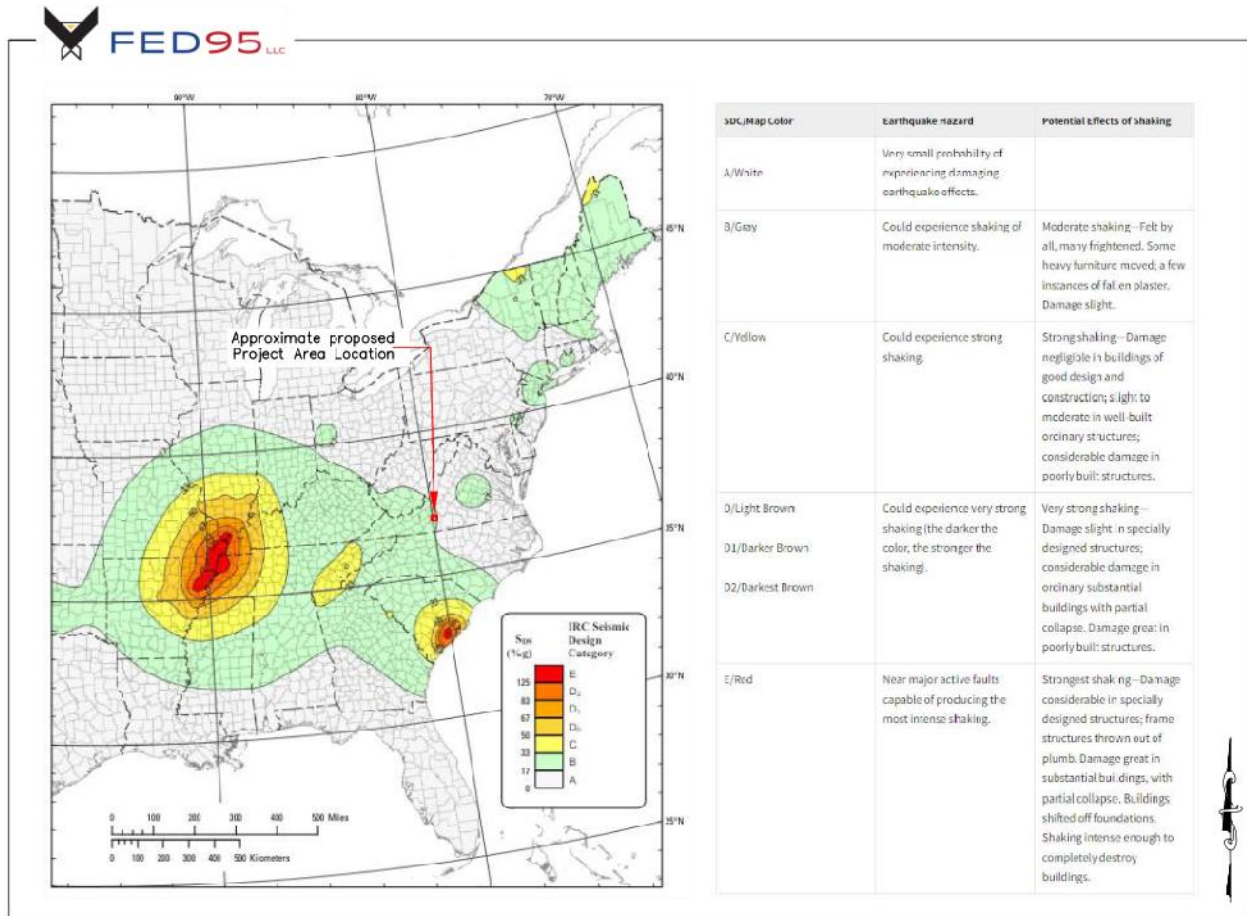 FED95 LLC
90°W
80°W
70°W
45°N
40°N
35°N
30°N
25°N
Approximate proposed
Project Area Location
SDS
(%g)
IRC Seismic
Design
Category
125
83
67
50
33
17
0
E
D₂
D₁
D₀
C
B
A
0 100 200 300 400 500 Miles
0 100 200 300 400 500 Kilometers
SDC/Map Color
Earthquake Hazard
Potential Effects of Shaking
A/White
Very small probability of
experiencing damaging
earthquake effects.
B/Gray
Could experience shaking of
moderate intensity.
Moderate shaking—Felt by
all, many frightened. Some
heavy furniture moved; a few
instances of fallen plaster.
Damage slight.
C/Yellow
Could experience strong
shaking.
Strong shaking—Damage
negligible in buildings of
good design and
construction; slight to
moderate in well-built
ordinary structures;
considerable damage in
poorly built structures.
D/Light Brown
D1/Darker Brown
D2/Darkest Brown
Could experience very strong
shaking (the darker the
color, the stronger the
shaking).
Very strong shaking—
Damage slight in specially
designed structures;
considerable damage in
ordinary substantial
buildings with partial
collapse. Damage great in
poorly built structures.
E/Red
Near major active faults
capable of producing the
most intense shaking.
Strongest shaking—Damage
considerable in specially
designed structures; frame
structures thrown out of
plumb. Damage great in
substantial buildings, with
partial collapse. Buildings
shifted off foundations.
Shaking intense enough to
completely destroy
buildings.